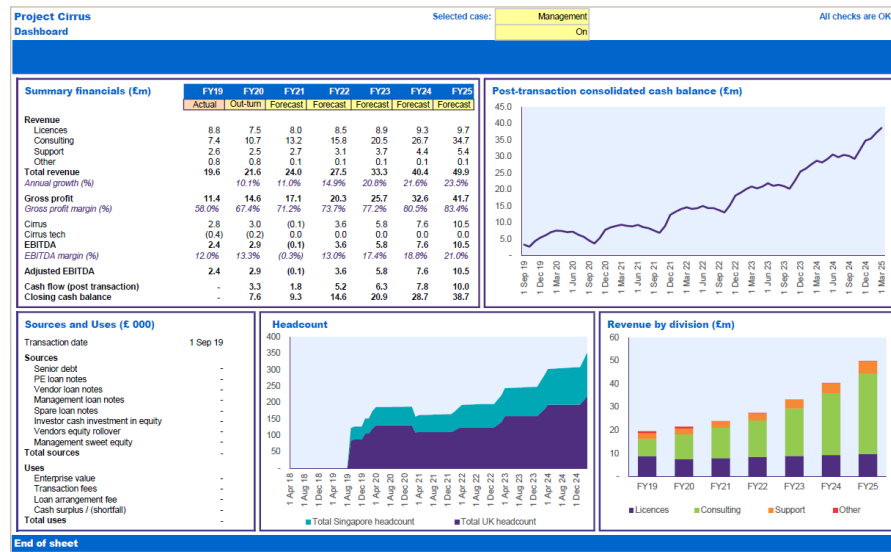 Project Cirrus Selected case: Management All checks are OK
Dashboard On
Summary financials (£m) FY19 FY20 FY21 FY22 FY23 FY24 FY25
Actual Out-turn Forecast Forecast Forecast Forecast Forecast
Revenue
Licences 8.8 7.5 8.0 8.5 8.9 9.3 9.7
Consulting 7.4 10.7 13.2 15.8 20.5 26.7 34.7
Support 2.6 2.5 2.7 3.1 3.7 4.4 5.4
Other 0.8 0.8 0.1 0.1 0.1 0.1 0.1
Total revenue 19.6 21.6 24.0 27.5 33.3 40.4 49.9
Annual growth (%) 10.1% 11.0% 14.9% 20.8% 21.6% 23.5%
Gross profit 11.4 14.6 17.1 20.3 25.7 32.6 41.7
Gross profit margin (%) 58.0% 67.4% 71.2% 73.7% 77.2% 80.5% 83.4%
Cirrus 2.8 3.0 (0.1) 3.6 5.8 7.6 10.5
Cirrus tech (0.4) (0.2) 0.0 0.0 0.0 0.0 0.0
EBITDA 2.4 2.9 (0.1) 3.6 5.8 7.6 10.5
EBITDA margin (%) 12.0% 13.3% (0.3%) 13.0% 17.4% 18.8% 21.0%
Adjusted EBITDA 2.4 2.9 (0.1) 3.6 5.8 7.6 10.5
Cash flow (post transaction) - 3.3 1.8 5.2 6.3 7.8 10.0
Closing cash balance - 7.6 9.3 14.6 20.9 28.7 38.7
Post-transaction consolidated cash balance (£m)
45.0
40.0
35.0
30.0
25.0
20.0
15.0
10.0
5.0
-
1 Sep 19 1 Dec 19 1 Mar 20 1 Jun 20 1 Sep 20 1 Dec 20 1 Mar 21 1 Jun 21 1 Sep 21 1 Dec 21 1 Mar 22 1 Jun 22 1 Sep 22 1 Dec 22 1 Mar 23 1 Jun 23 1 Sep 23 1 Dec 23 1 Mar 24 1 Jun 24 1 Sep 24 1 Dec 24 1 Mar 25
Sources and Uses (£ 000)
Transaction date 1 Sep 19
Sources
Senior debt -
PE loan notes -
Vendor loan notes -
Management loan notes -
Spare loan notes -
Investor cash investment in equity -
Vendors equity rollover -
Management sweet equity -
Total sources -
Uses
Enterprise value -
Transaction fees -
Loan arrangement fee -
Cash surplus / (shortfall) -
Total uses -
Headcount
400
350
300
250
200
150
100
50
-
1 Apr 18 1 Aug 18 1 Dec 18 1 Apr 19 1 Aug 19 1 Dec 19 1 Apr 20 1 Aug 20 1 Dec 20 1 Apr 21 1 Aug 21 1 Dec 21 1 Apr 22 1 Aug 22 1 Dec 22 1 Apr 23 1 Aug 23 1 Dec 23 1 Apr 24 1 Aug 24 1 Dec 24
Total Singapore headcount Total UK headcount
Revenue by division (£m)
60
50
40
30
20
10
-
FY19 FY20 FY21 FY22 FY23 FY24 FY25
Licences Consulting Support Other
End of sheet